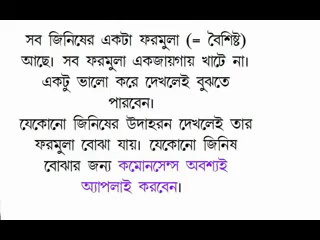 সব জিনিষের একটা ফরমুলা (= বৈশিষ্ট)
আছে। সব ফরমুলা একজায়গায় খাটে না।
একটু ভালো করে দেখলেই বুঝতে
পারবেন।
যেকোনো জিনিষের উদাহরন দেখলেই তার
ফরমুলা বোঝা যায়। যেকোনো জিনিষ
বোঝার জন্য কমোনসেন্স অবশ্যই
অ্যাপলাই করবেন।